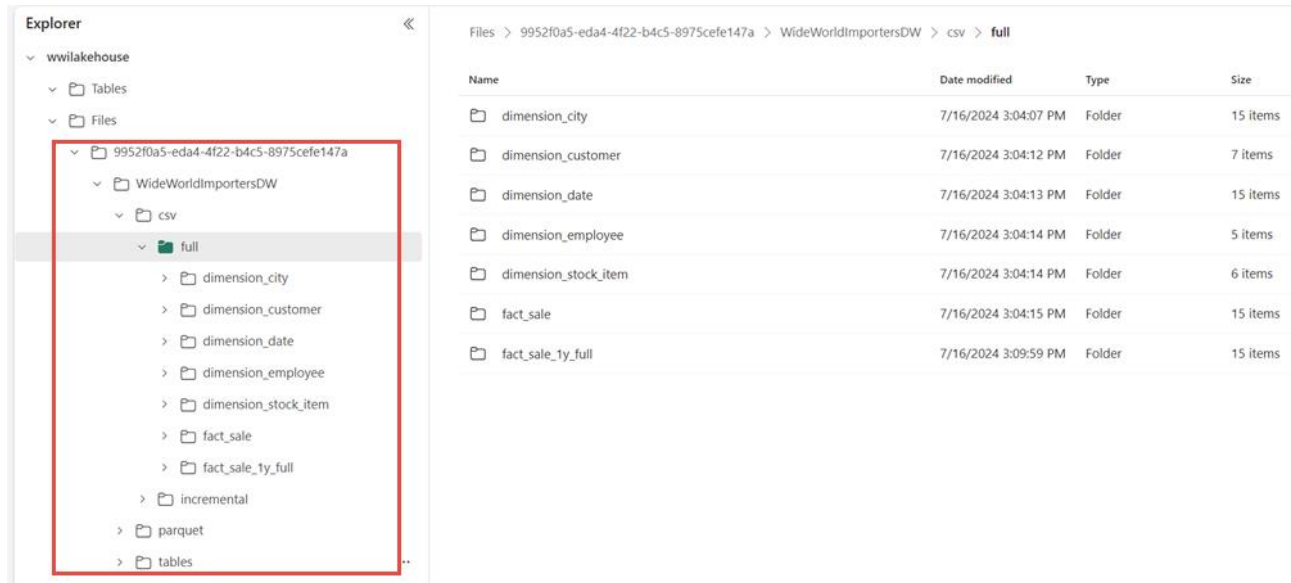 Explorer
wwilakehouse
Tables
Files
9952f0a5-eda4-4f22-b4c5-8975cefe147a
WideWorldImportersDW
csv
full
dimension_city
dimension_customer
dimension_date
dimension_employee
dimension_stock_item
fact_sale
fact_sale_1y_full
incremental
parquet
tables
Files > 9952f0a5-eda4-4f22-b4c5-8975cefe147a > WideWorldImportersDW > csv > full
Name Date modified Type Size
dimension_city 7/16/2024 3:04:07 PM Folder 15 items
dimension_customer 7/16/2024 3:04:12 PM Folder 7 items
dimension_date 7/16/2024 3:04:13 PM Folder 15 items
dimension_employee 7/16/2024 3:04:14 PM Folder 5 items
dimension_stock_item 7/16/2024 3:04:14 PM Folder 6 items
fact_sale 7/16/2024 3:04:15 PM Folder 15 items
fact_sale_1y_full 7/16/2024 3:09:59 PM Folder 15 items